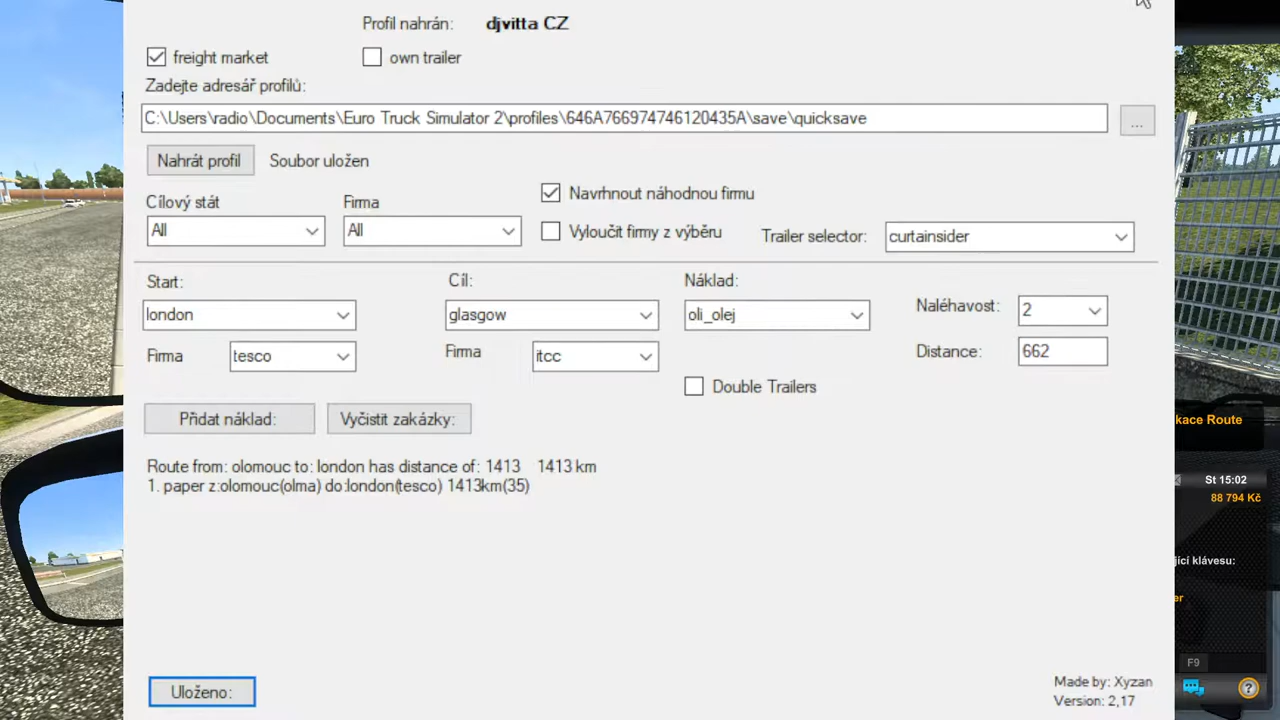 Profil nahrán: djvitta CZ
freight market own trailer
Zadejte adresář profilů:
C:\Users\radio\Documents\Euro Truck Simulator 2\profiles\646A766974746120435A\save\quicksave
...
Nahrát profil Soubor uložen
Cílový stát Firma Navrhnout náhodnou firmu
All All Vyloučit firmy z výběru Trailer selector: curtainsider
Start: Cíl: Náklad:
london glasgow oli_olej Naléhavost: 2
Firma tesco Firma itcc Distance: 662
Double Trailers
Přidat náklad: Vyčistit zakázky:
Route from: olomouc to: london has distance of: 1413 1413 km
1. paper z:olomouc(olma) do:london(tesco) 1413km(35)
Uloženo:
Made by: Xyzan
Version: 2,17
kace Route
St 15:02
88 794 Kč
jící klávesu:
er
F9
?